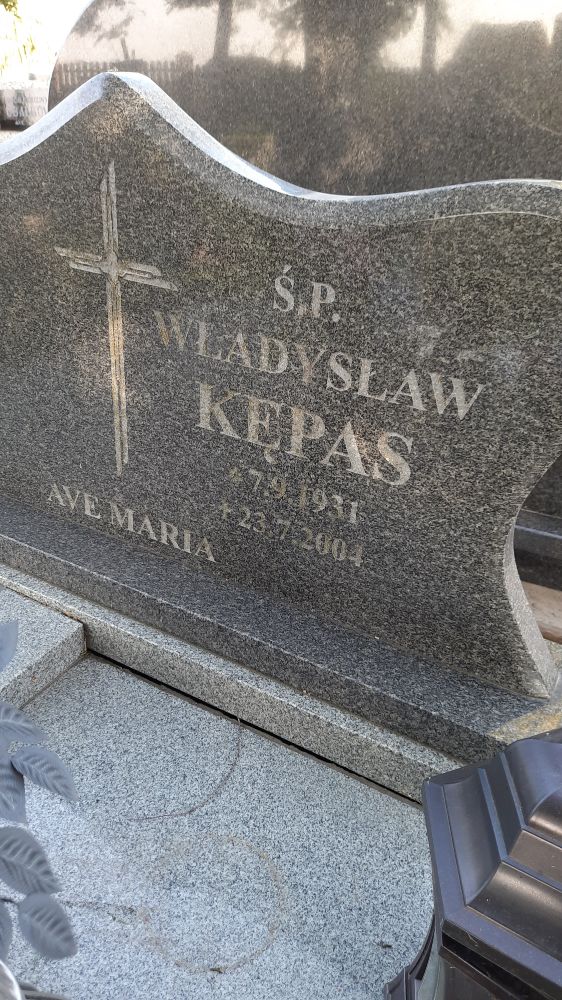 Ś.P.
WŁADYSŁAW
KĘPAS
7.9.1931
+ 23.7.2004
AVE MARIA